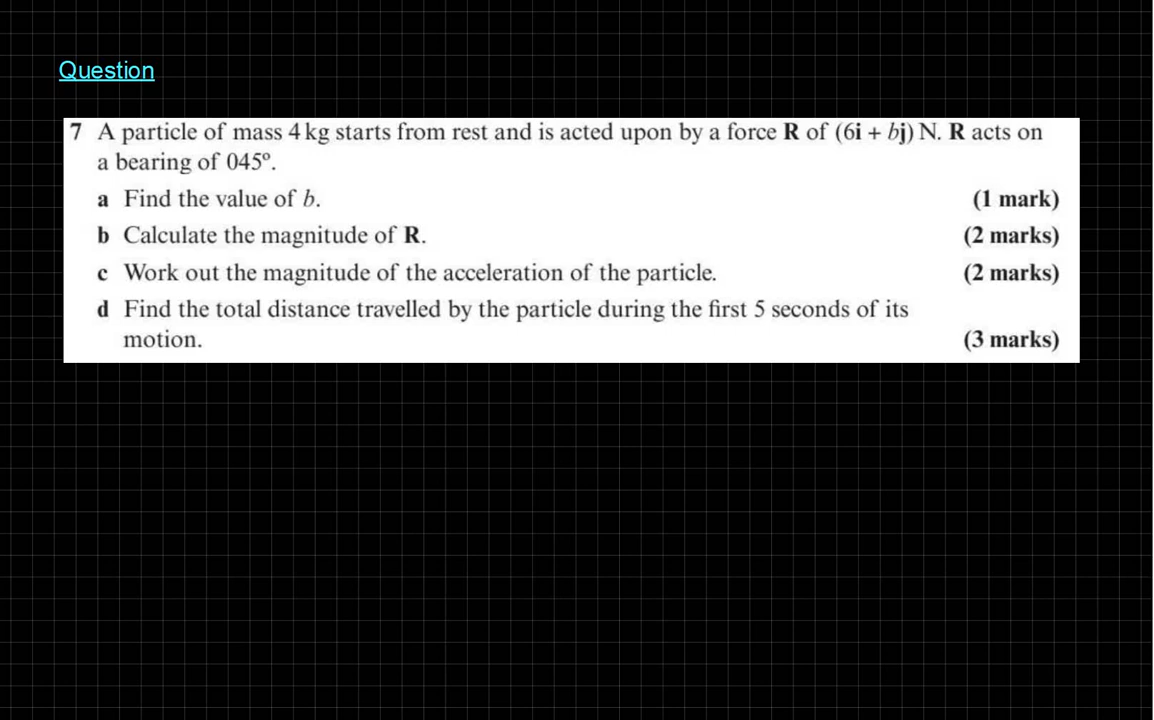 Question
7 A particle of mass 4 kg starts from rest and is acted upon by a force R of (6i + bj) N. R acts on
a bearing of 045º.
a Find the value of b. (1 mark)
b Calculate the magnitude of R. (2 marks)
c Work out the magnitude of the acceleration of the particle. (2 marks)
d Find the total distance travelled by the particle during the first 5 seconds of its
motion. (3 marks)